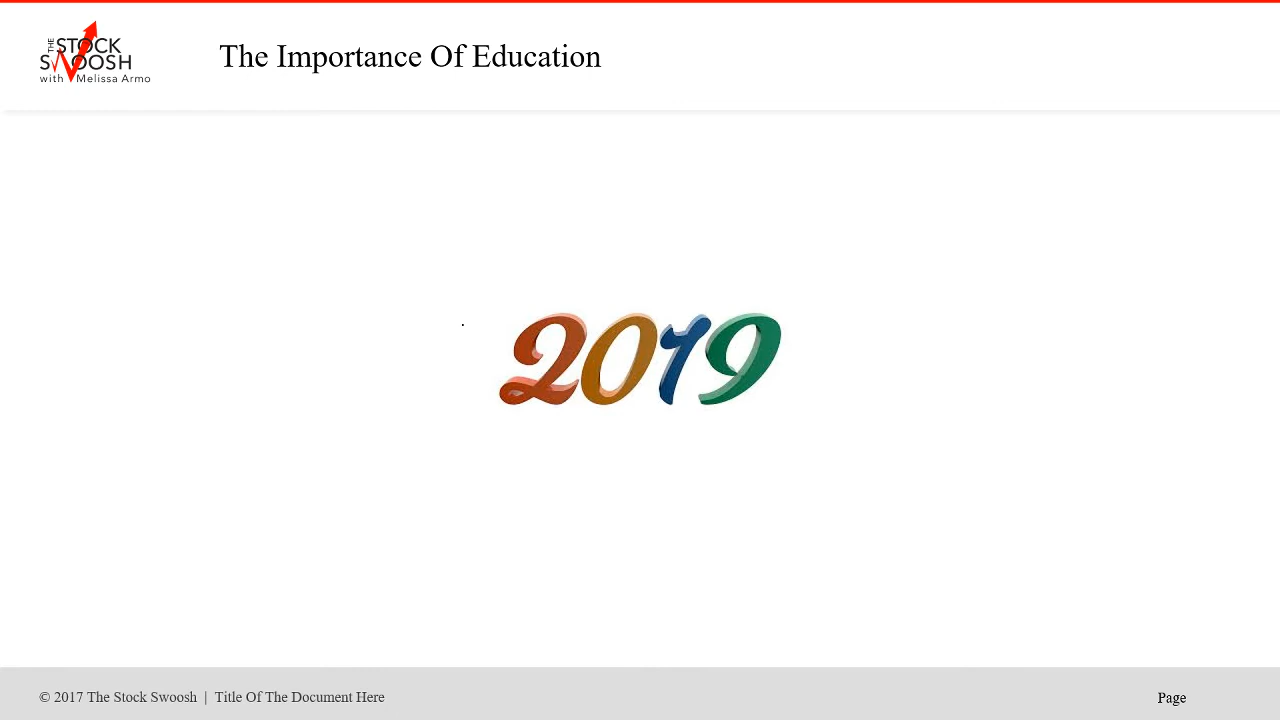 THE STOCK
SWOOSH
with Melissa Armo
The Importance Of Education
.
2019
© 2017 The Stock Swoosh | Title Of The Document Here
Page